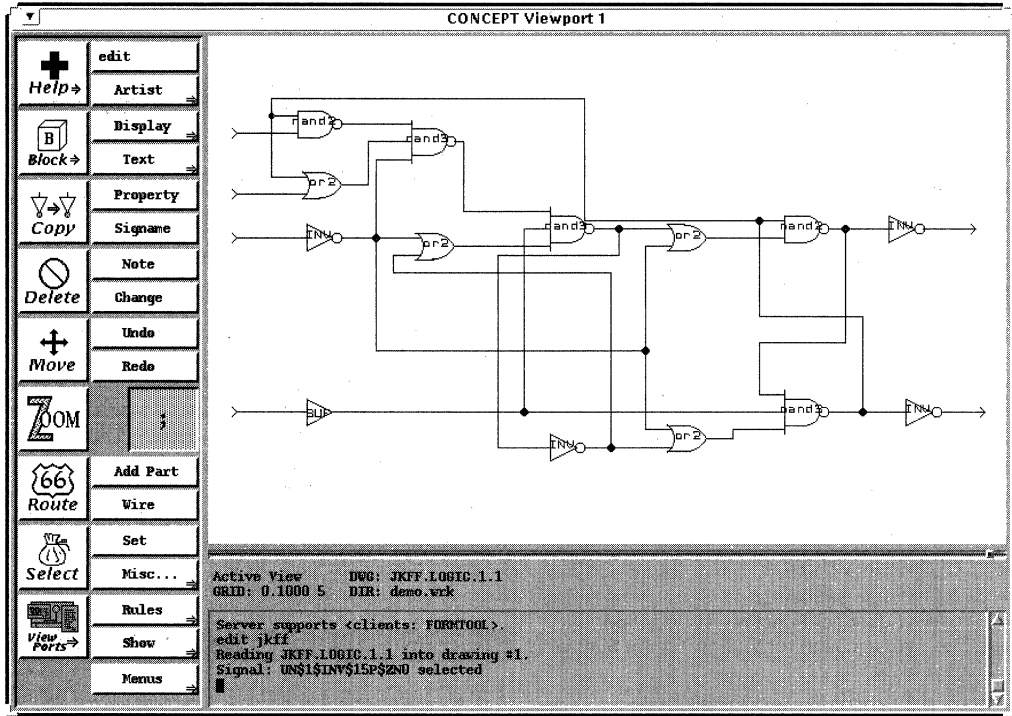 CONCEPT Viewport 1
Help
edit
Artist
B
Block
Display
Text
Copy
Property
Signame
Delete
Note
Change
Move
Undo
Redo
ZOOM
;
66
Route
Add Part
Wire
Select
Set
Misc...
View Ports
Rules
Show
Menus
nand2
nand3
or2
INV
or2
nand3
or2
nand2
INV
BUF
INV
or2
nand3
INV
Active View DWG: JKFF.LOGIC.1.1
GRID: 0.1000 5 DIR: demo.wrk
Server supports <clients: FORMTOOL>.
edit jkff
Reading JKFF.LOGIC.1.1 into drawing #1.
Signal: UN$1$INV$15P$ZN0 selected